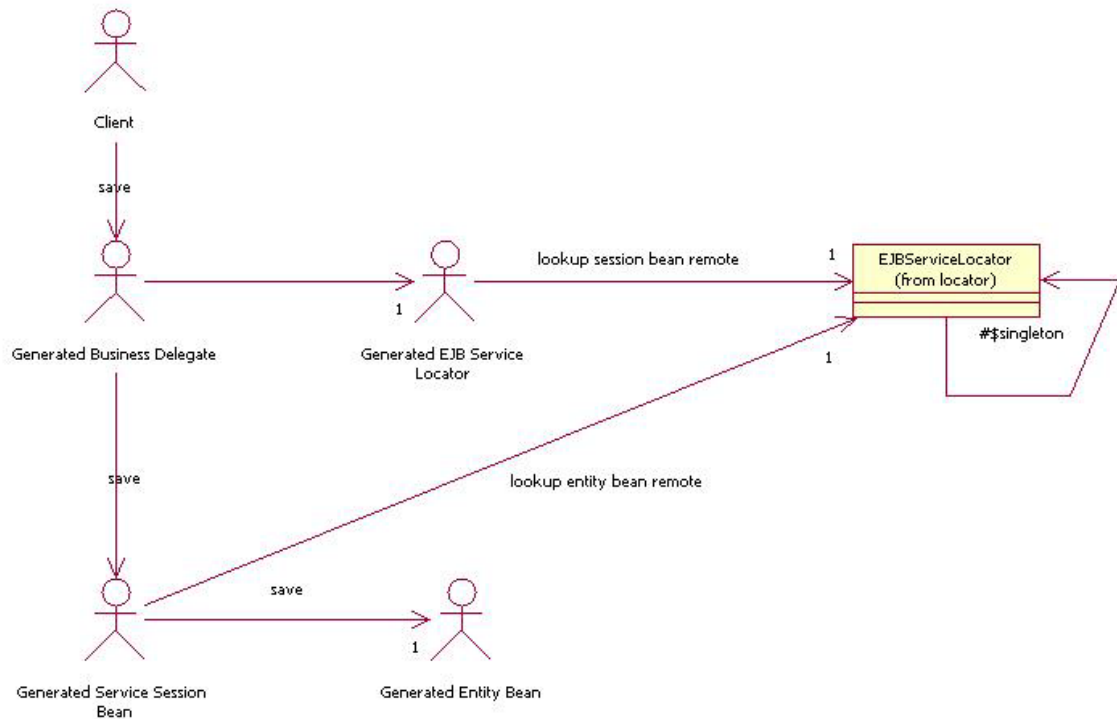 Client
save
Generated Business Delegate
1
Generated EJB Service
Locator
lookup session bean remote
1
EJBServiceLocator
(from locator)
#$singleton
1
save
lookup entity bean remote
save
1
Generated Service Session
Bean
Generated Entity Bean